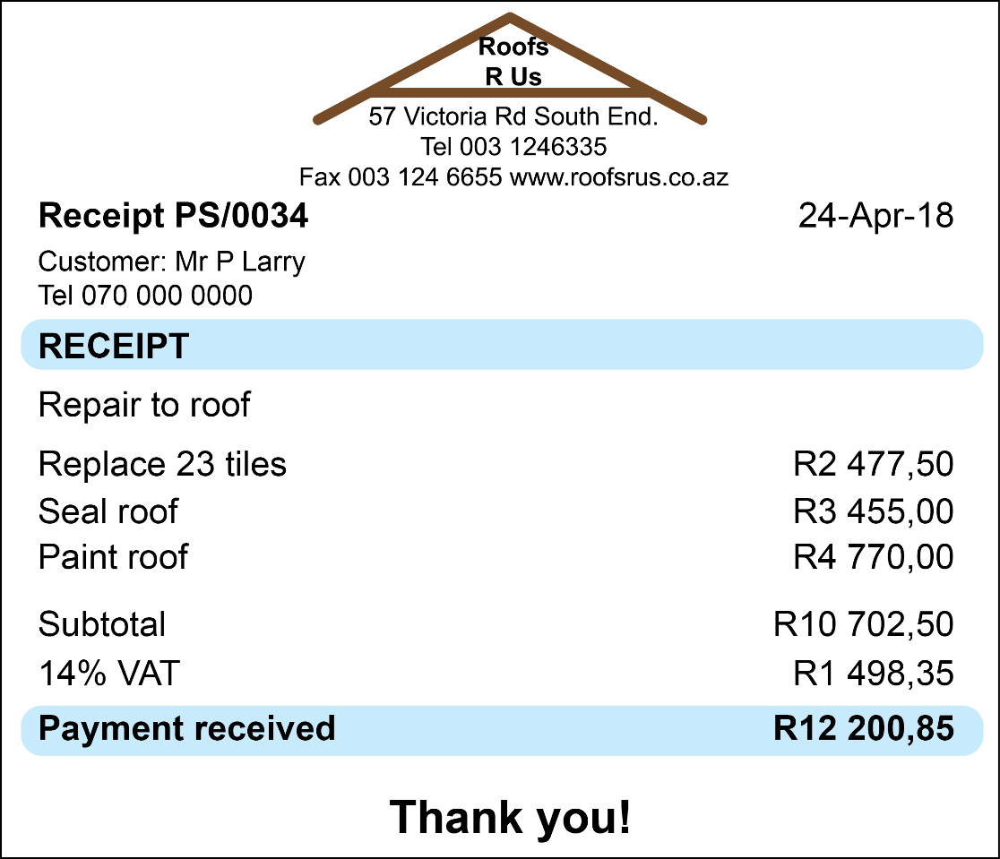 Roofs
R Us
57 Victoria Rd South End.
Tel 003 1246335
Fax 003 124 6655 www.roofsrus.co.az
Receipt PS/0034 24-Apr-18
Customer: Mr P Larry
Tel 070 000 0000
RECEIPT
Repair to roof
Replace 23 tiles R2 477,50
Seal roof R3 455,00
Paint roof R4 770,00
Subtotal R10 702,50
14% VAT R1 498,35
Payment received R12 200,85
Thank you!